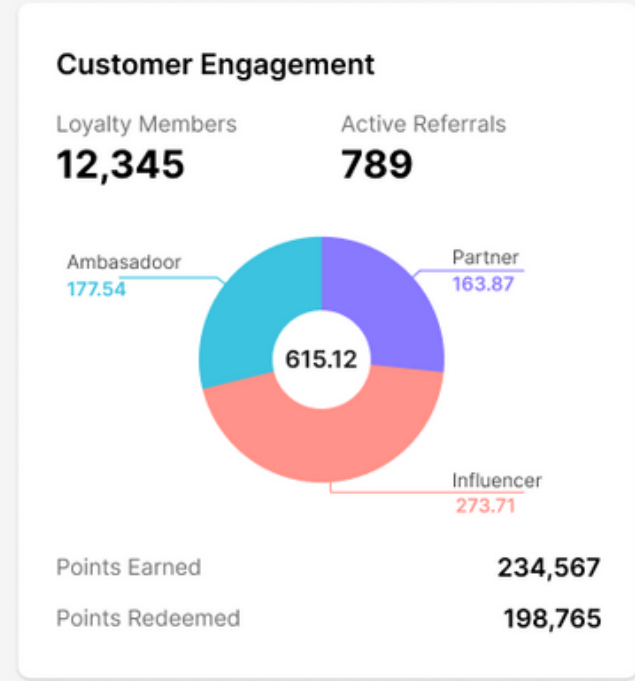 Customer Engagement
Loyalty Members Active Referrals
12,345 789
Ambasadoor Partner
177.54 163.87
615.12
Influencer
273.71
Points Earned 234,567
Points Redeemed 198,765